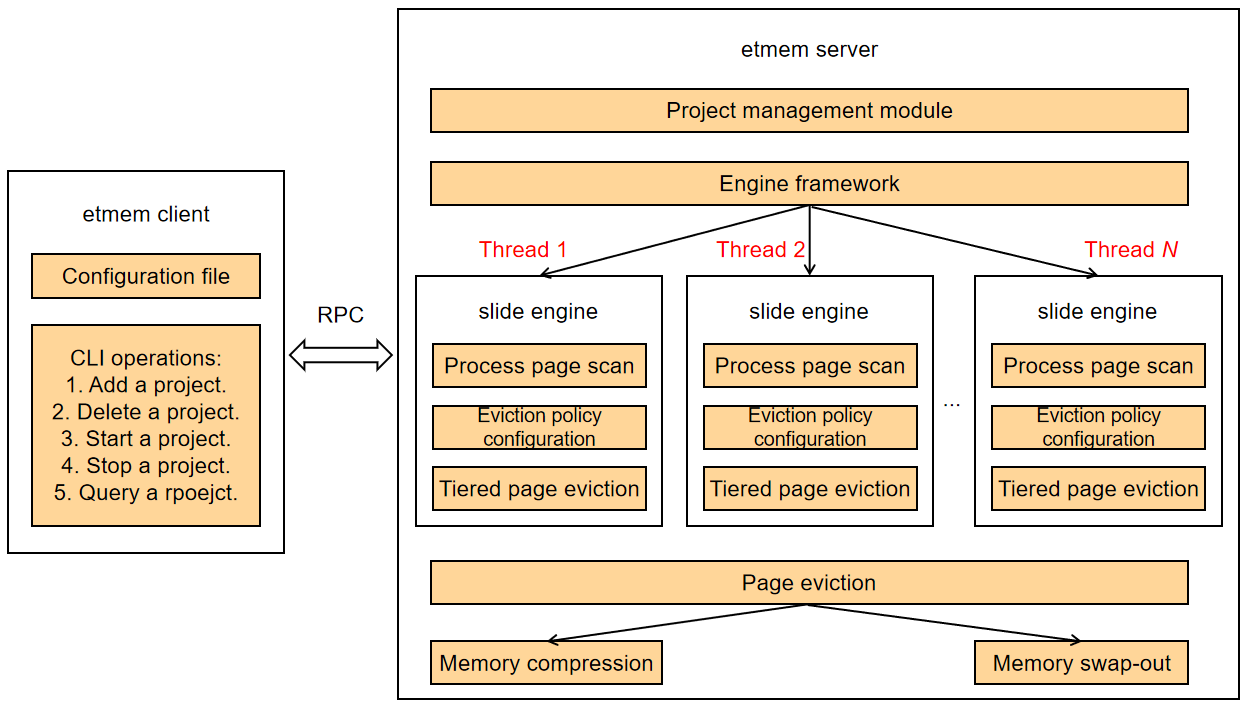 etmem server
Project management module
Engine framework
etmem client
Configuration file
CLI operations:
1. Add a project.
2. Delete a project.
3. Start a project.
4. Stop a project.
5. Query a rpoejct.
RPC
Thread 1
Thread 2
Thread N
slide engine
Process page scan
Eviction policy
configuration
Tiered page eviction
slide engine
Process page scan
Eviction policy
configuration
Tiered page eviction
...
slide engine
Process page scan
Eviction policy
configuration
Tiered page eviction
Page eviction
Memory compression
Memory swap-out